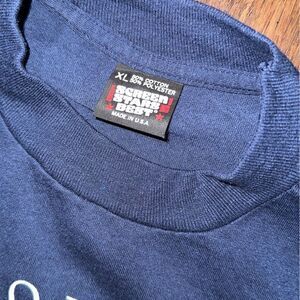 XL 50% COTTON
50% POLYESTER
SCREEN
STARS
BEST
MADE IN U.S.A.
O